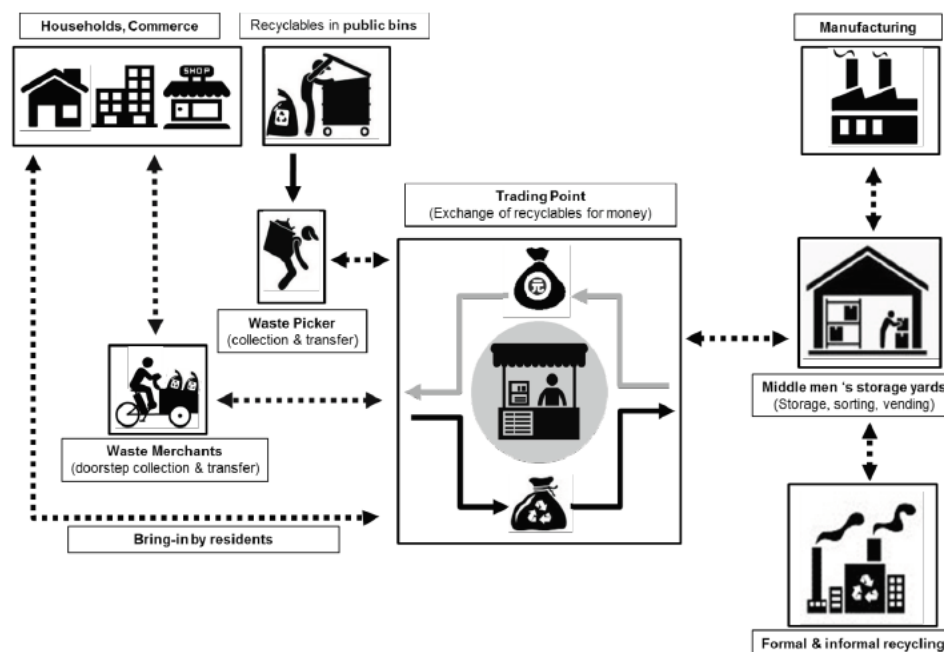 Households, Commerce
Recyclables in public bins
Manufacturing
SHOP
Trading Point
(Exchange of recyclables for money)
元
Waste Picker
(collection & transfer)
Middle men ‘s storage yards
(Storage, sorting, vending)
Waste Merchants
(doorstep collection & transfer)
Bring-in by residents
Formal & informal recycling